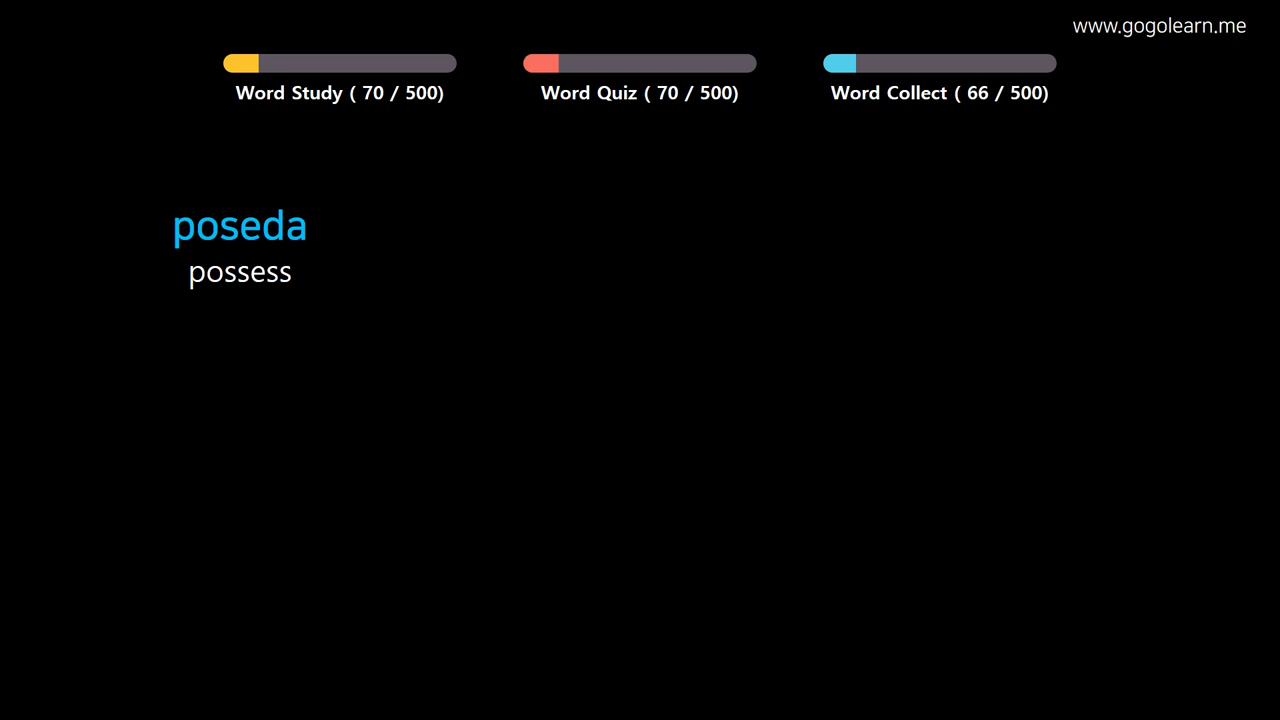 www.gogolearn.me
Word Study ( 70 / 500)
Word Quiz ( 70 / 500)
Word Collect ( 66 / 500)
poseda
possess